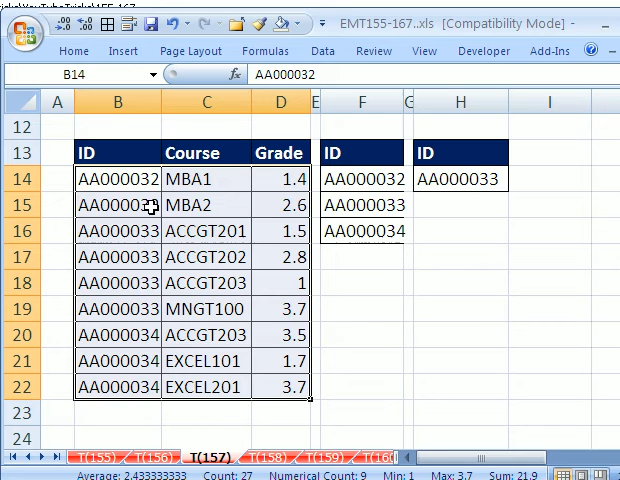 EMT155-167..xls [Compatibility Mode] -
Home Insert Page Layout Formulas Data Review View Developer Add-Ins
B14 fx AA000032
A B C D E F G H I
12
13 ID Course Grade ID ID
14 AA000032 MBA1 1.4 AA000032 AA000033
15 MBA2 2.6 AA000033
16 AA000033 ACCGT201 1.5 AA000034
17 AA000033 ACCGT202 2.8
18 AA000033 ACCGT203 1
19 AA000033 MNGT100 3.7
20 AA000034 ACCGT203 3.5
21 AA000034 EXCEL101 1.7
22 AA000034 EXCEL201 3.7
23
24
T(155) T(156) T(157) T(158) T(159) T(160
Average: 2.433333333 Count: 27 Numerical Count: 9 Min: 1 Max: 3.7 Sum: 21.9